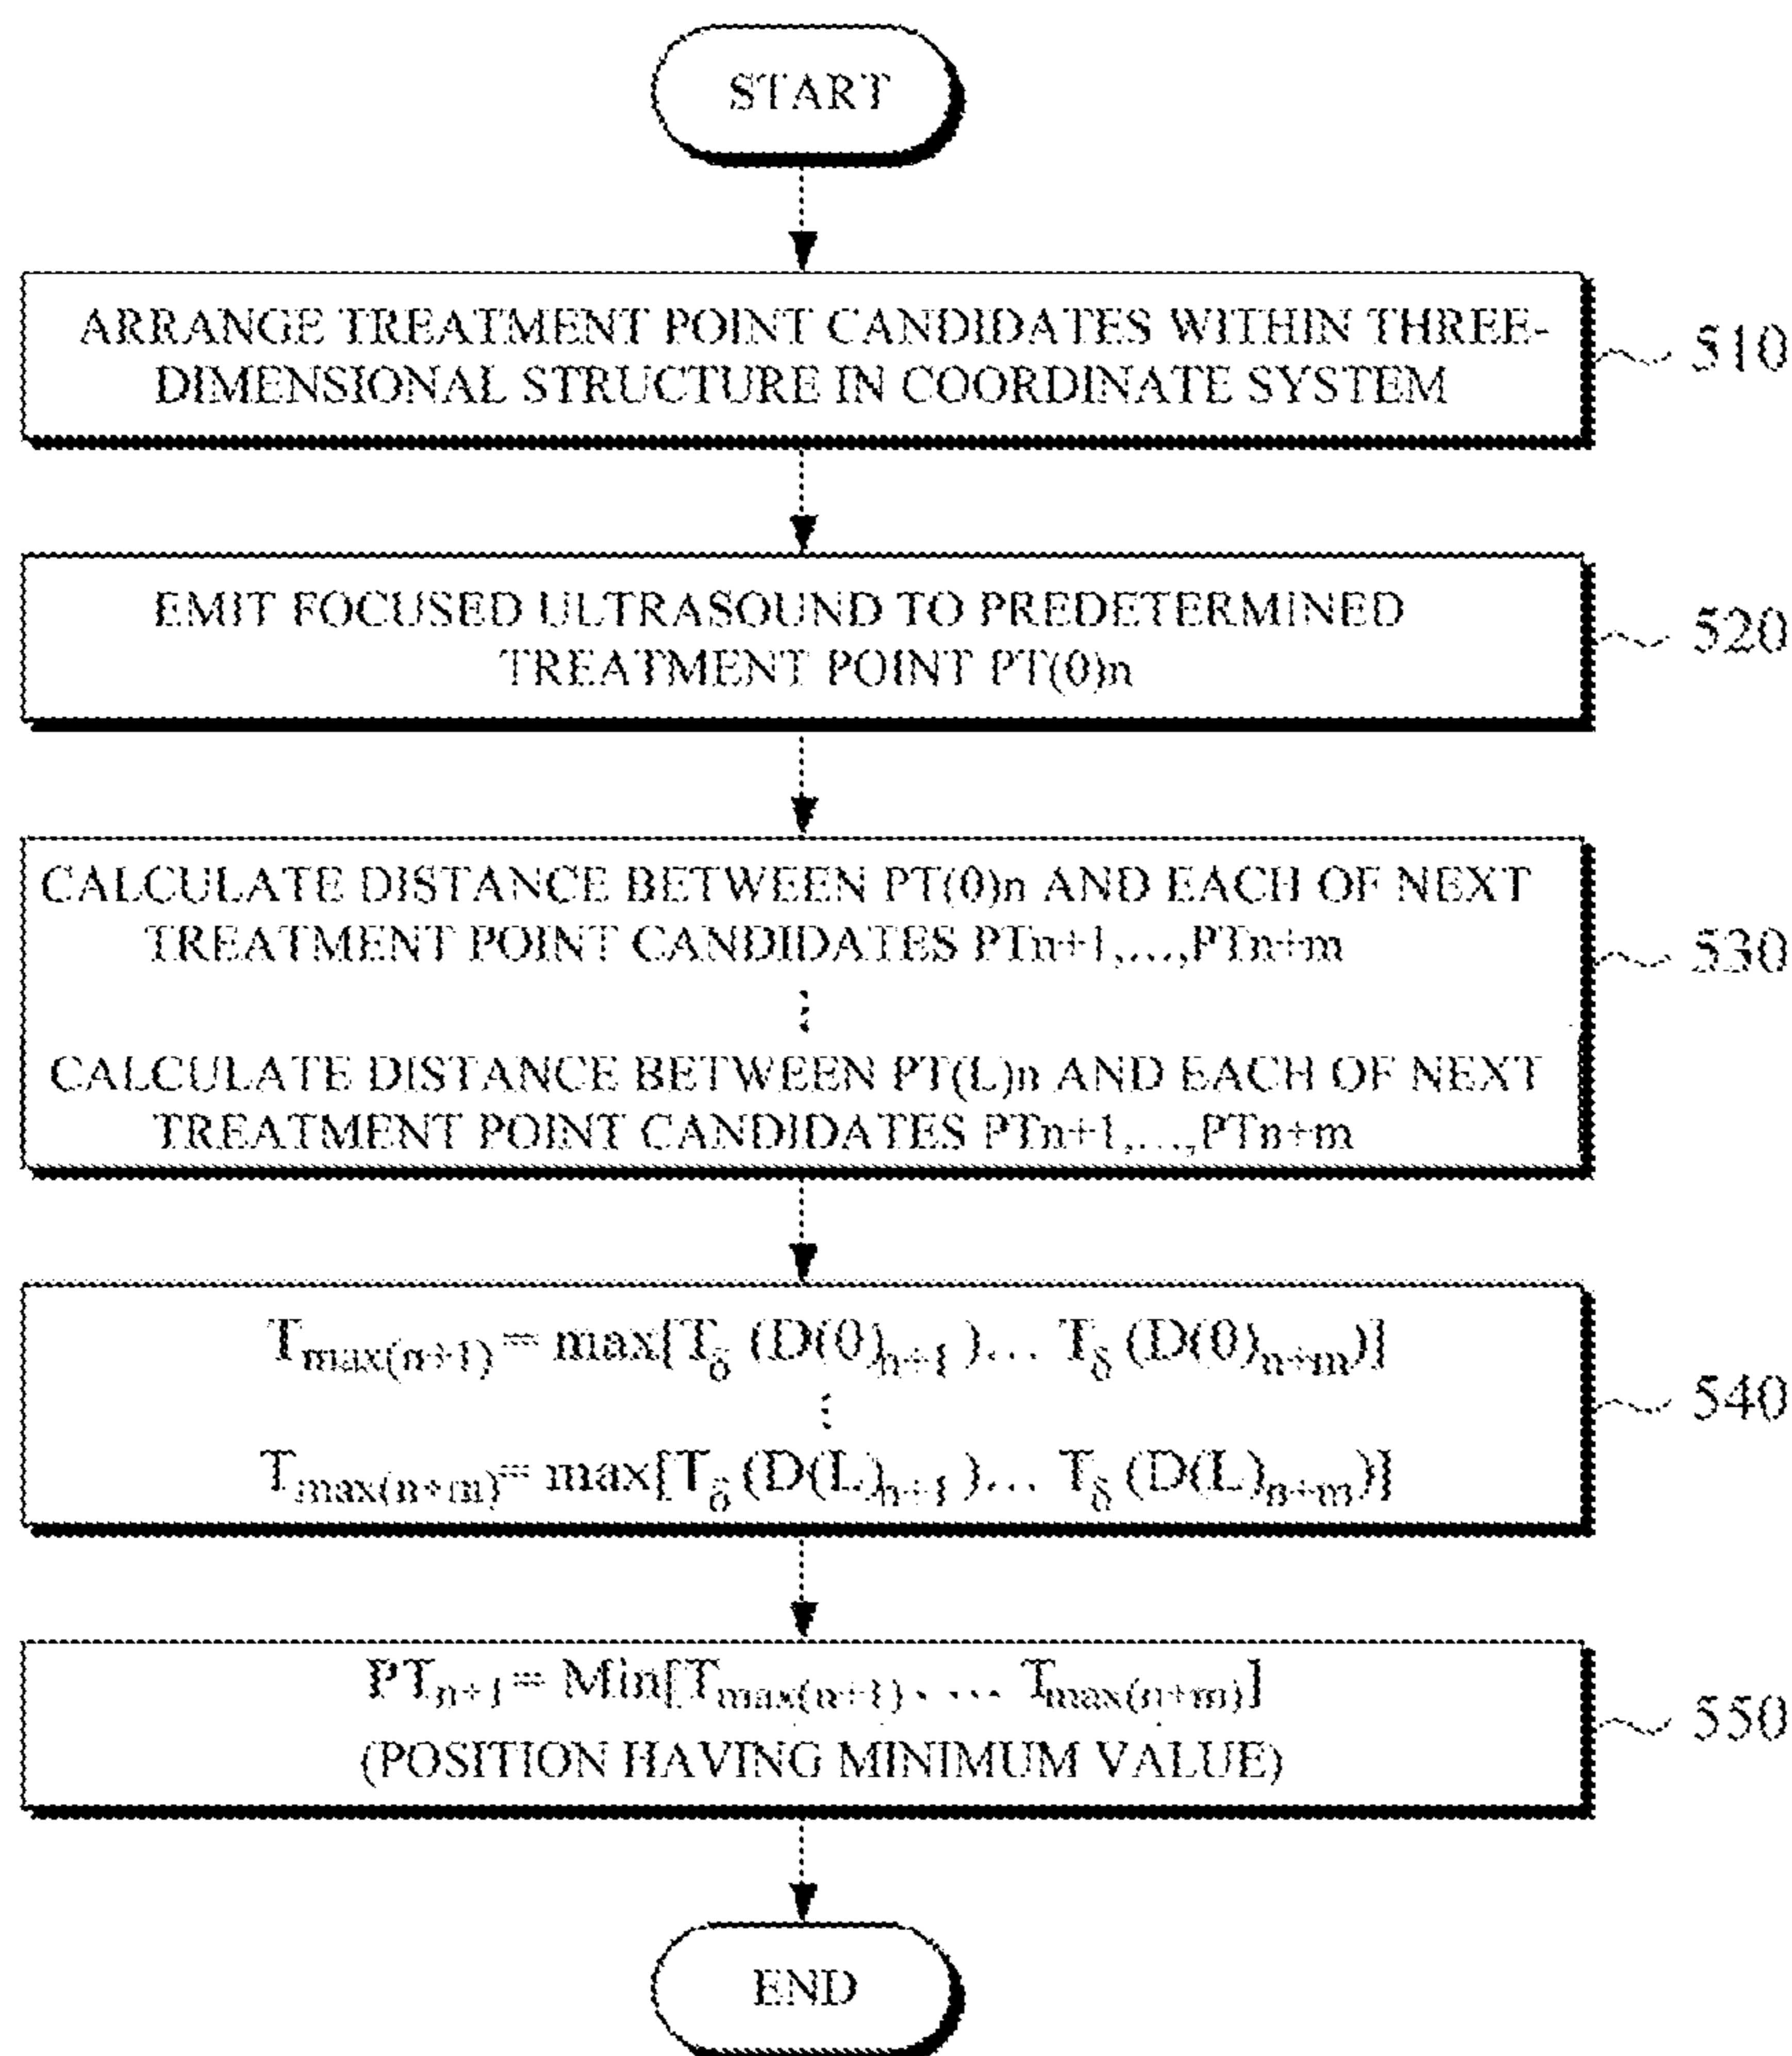 START
ARRANGE TREATMENT POINT CANDIDATES WITHIN THREE-
DIMENSIONAL STRUCTURE IN COORDINATE SYSTEM
510
EMIT FOCUSED ULTRASOUND TO PREDETERMINED
TREATMENT POINT PT(0)n
520
CALCULATE DISTANCE BETWEEN PT(0)n AND EACH OF NEXT
TREATMENT POINT CANDIDATES PTn+1,...,PTn+m
⋮
CALCULATE DISTANCE BETWEEN PT(L)n AND EACH OF NEXT
TREATMENT POINT CANDIDATES PTn+1,...,PTn+m
530
Tmax(n+1) = max[Tδ (D(0)n+1 )... Tδ (D(0)n+m)]
⋮
Tmax(n+m) = max[Tδ (D(L)n+1 )... Tδ (D(L)n+m)]
540
PTn+1 = Min[Tmax(n+1), ... Tmax(n+m)]
(POSITION HAVING MINIMUM VALUE)
550
END